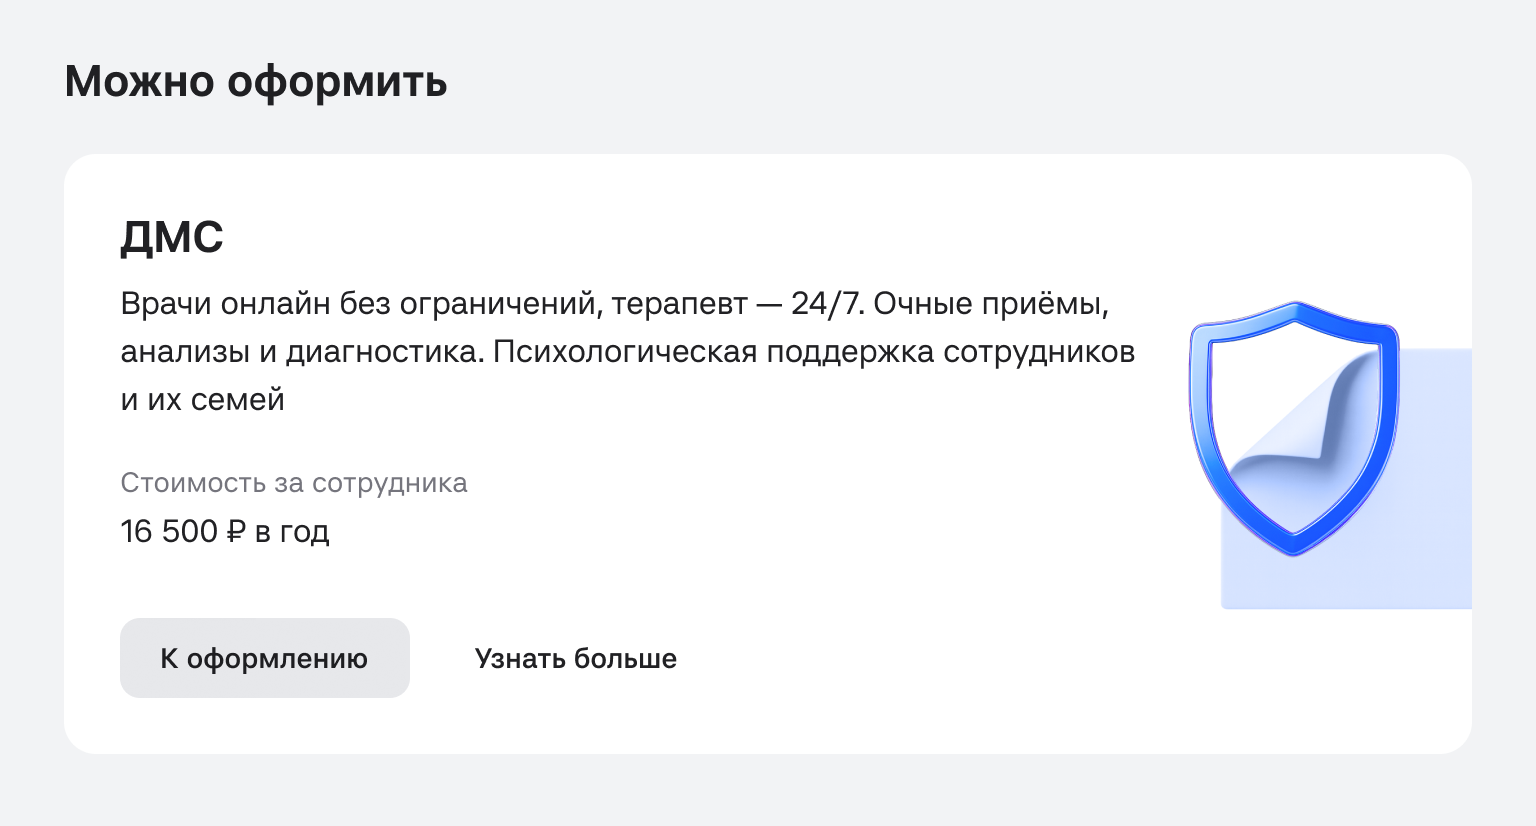 Можно оформить
ДМС
Врачи онлайн без ограничений, терапевт — 24/7. Очные приёмы,
анализы и диагностика. Психологическая поддержка сотрудников
и их семей
Стоимость за сотрудника
16 500 ₽ в год
К оформлению
Узнать больше